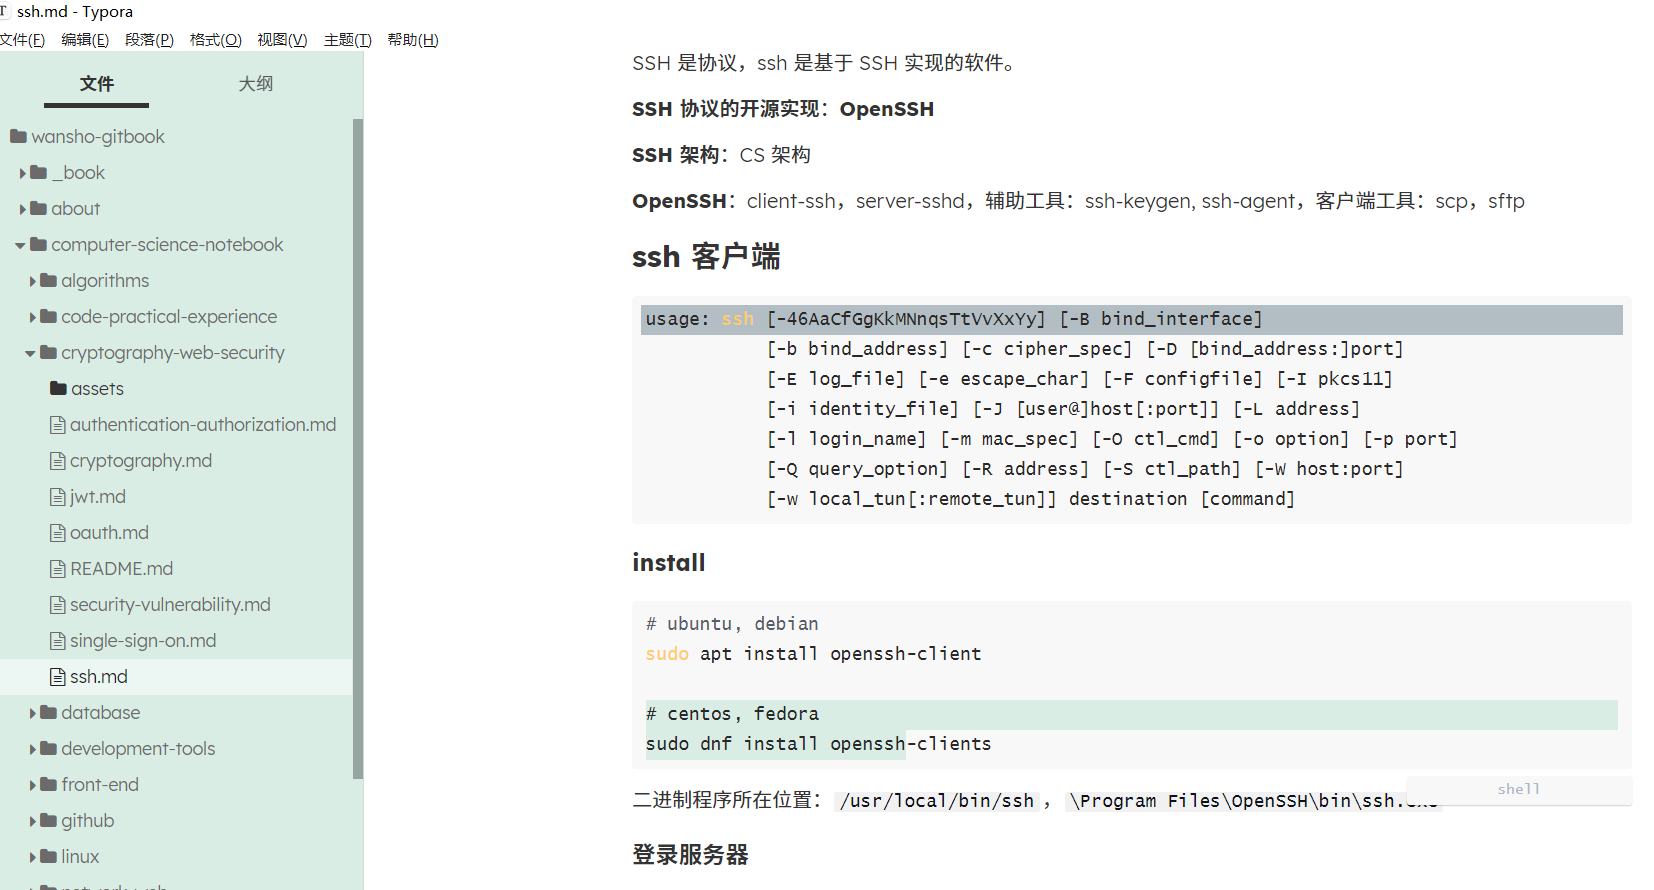 ssh.md - Typora
文件(F) 编辑(E) 段落(P) 格式(O) 视图(V) 主题(T) 帮助(H)
文件 大纲
wansho-gitbook
_book
about
computer-science-notebook
algorithms
code-practical-experience
cryptography-web-security
assets
authentication-authorization.md
cryptography.md
jwt.md
oauth.md
README.md
security-vulnerability.md
single-sign-on.md
ssh.md
database
development-tools
front-end
github
linux
SSH 是协议，ssh 是基于 SSH 实现的软件。
SSH 协议的开源实现：OpenSSH
SSH 架构：CS 架构
OpenSSH：client-ssh，server-sshd，辅助工具：ssh-keygen, ssh-agent，客户端工具：scp，sftp
ssh 客户端
usage: ssh [-46AaCfGgKkMNnqsTtVvXxYy] [-B bind_interface]
[-b bind_address] [-c cipher_spec] [-D [bind_address:]port]
[-E log_file] [-e escape_char] [-F configfile] [-I pkcs11]
[-i identity_file] [-J [user@]host[:port]] [-L address]
[-l login_name] [-m mac_spec] [-O ctl_cmd] [-o option] [-p port]
[-Q query_option] [-R address] [-S ctl_path] [-W host:port]
[-w local_tun[:remote_tun]] destination [command]
install
# ubuntu, debian
sudo apt install openssh-client
# centos, fedora
sudo dnf install openssh-clients
二进制程序所在位置：/usr/local/bin/ssh，\Program Files\OpenSSH\bin\ssh.exe
shell
登录服务器